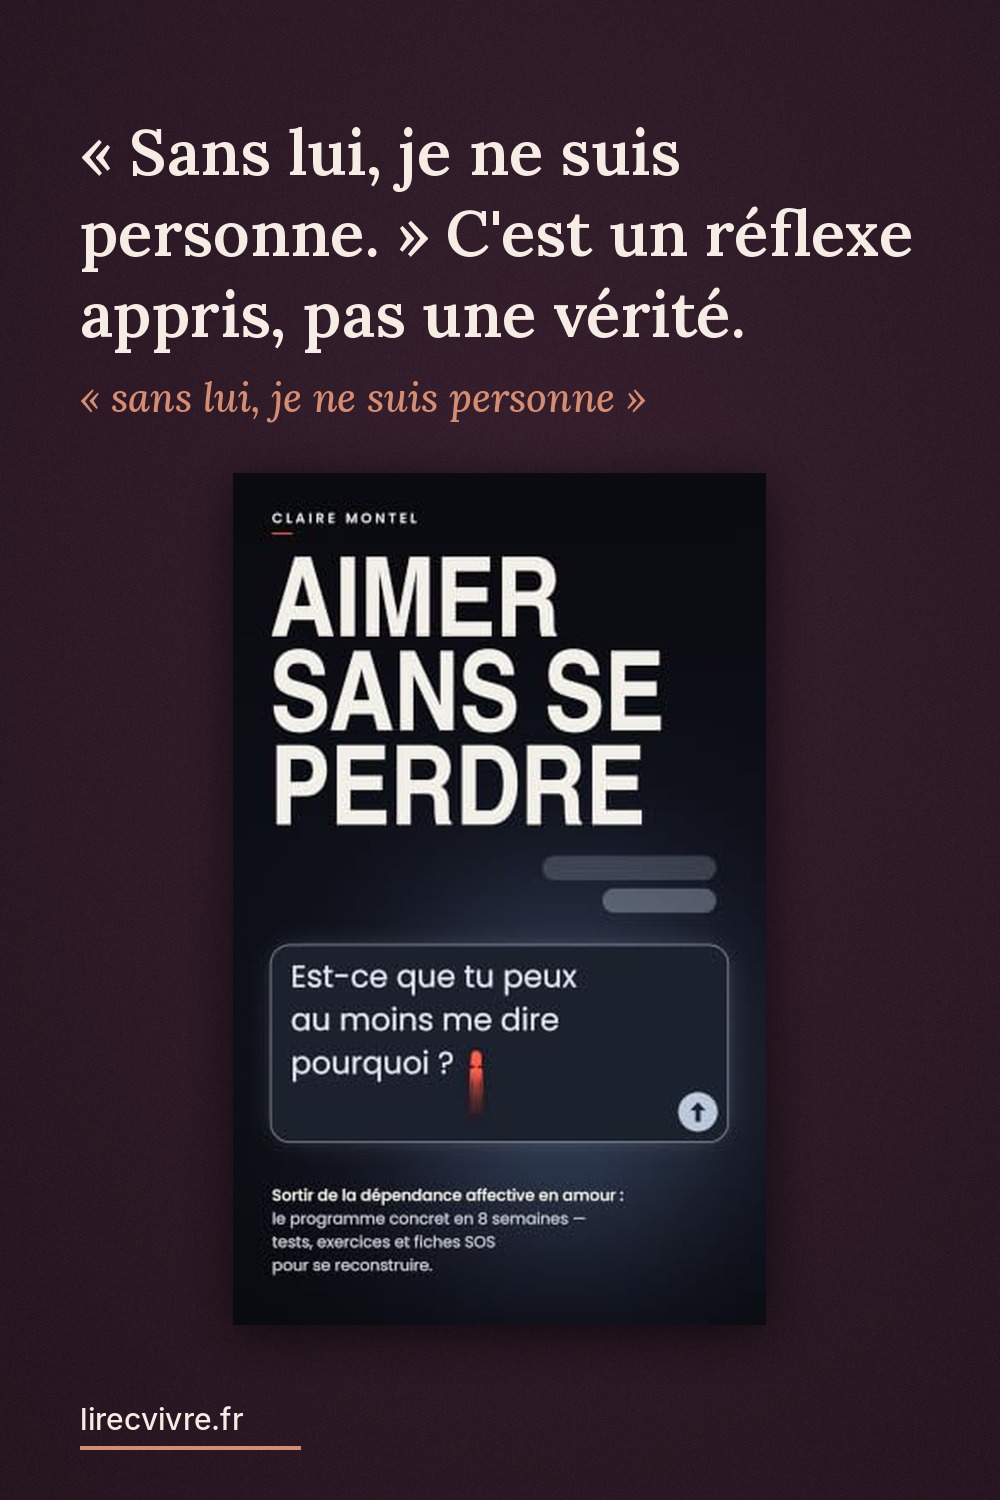 « Sans lui, je ne suis
personne. » C'est un réflexe
appris, pas une vérité.
« sans lui, je ne suis personne »
CLAIRE MONTEL
AIMER
SANS SE
PERDRE
Est-ce que tu peux
au moins me dire
pourquoi ?
Sortir de la dépendance affective en amour :
le programme concret en 8 semaines —
tests, exercices et fiches SOS
pour se reconstruire.
lirecvivre.fr